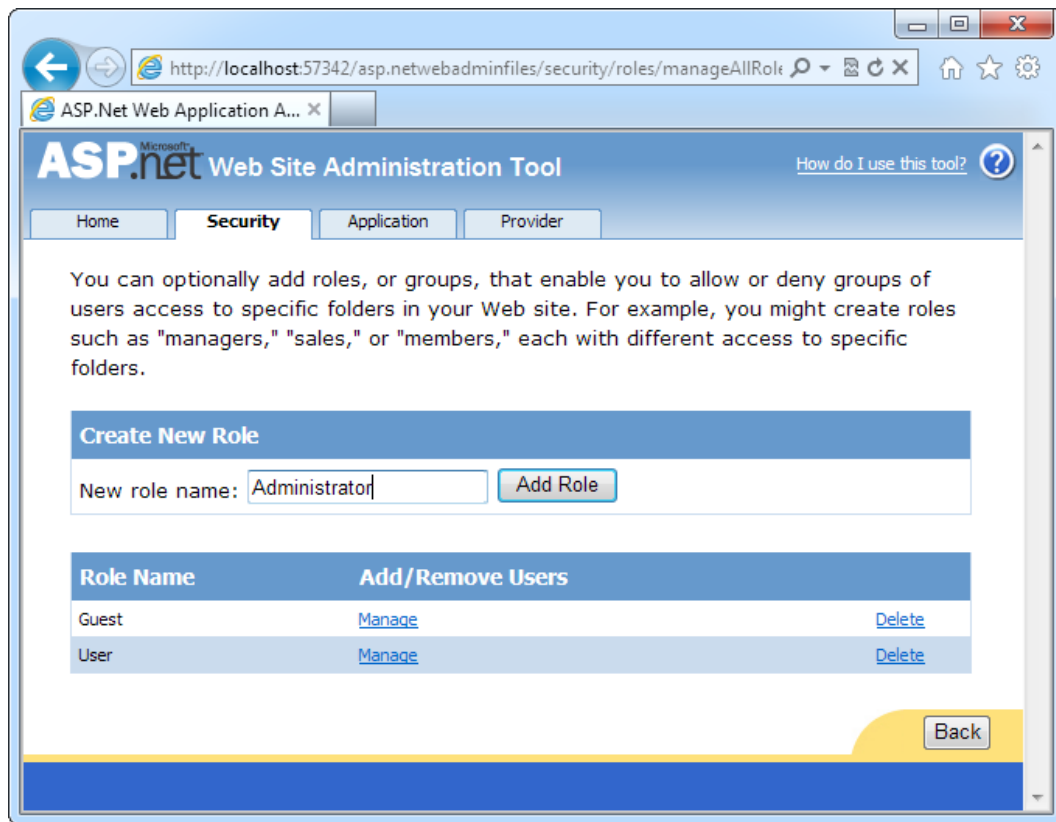 X
http://localhost:57342/asp.netwebadminfiles/security/roles/manageAllRole
ASP.Net Web Application A...
Microsoft
ASP.net Web Site Administration Tool
How do I use this tool? ?
Home Security Application Provider
You can optionally add roles, or groups, that enable you to allow or deny groups of
users access to specific folders in your Web site. For example, you might create roles
such as "managers," "sales," or "members," each with different access to specific
folders.
Create New Role
New role name: Administrator Add Role
Role Name Add/Remove Users
Guest Manage Delete
User Manage Delete
Back